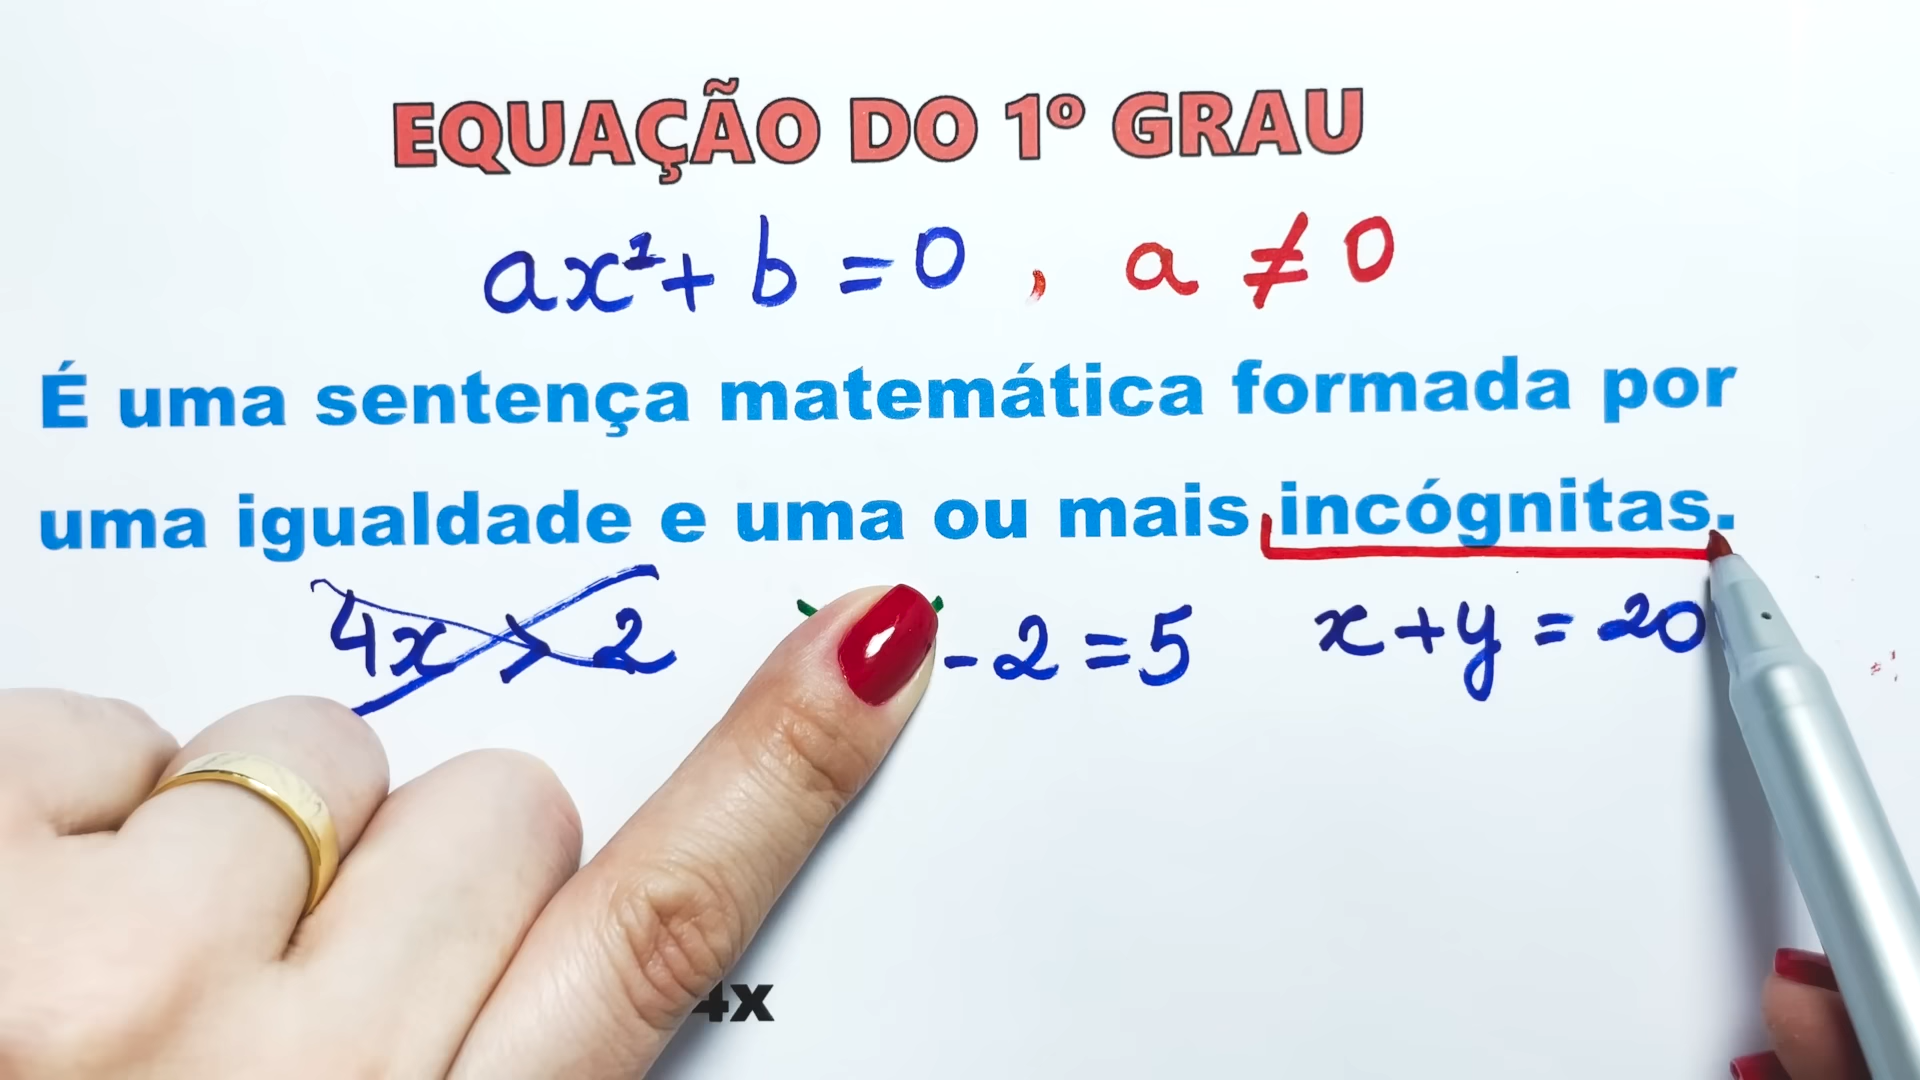 EQUAÇÃO DO 1º GRAU
ax¹ + b = 0 , a ≠ 0
É uma sentença matemática formada por
uma igualdade e uma ou mais incógnitas.
4x > 2 - 2 = 5 x + y = 20
4x